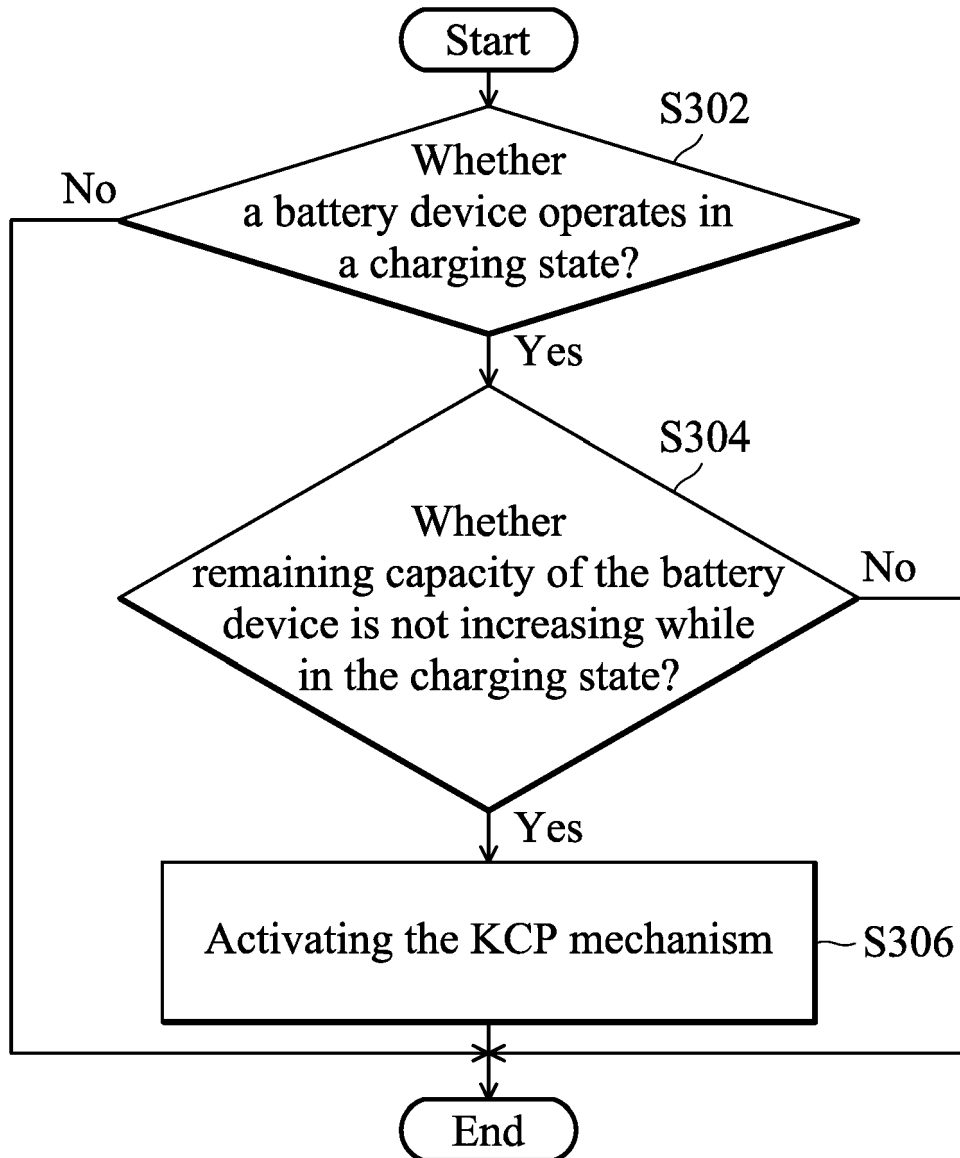 Start
S302
Whether
a battery device operates in
a charging state?
No
Yes
S304
Whether
remaining capacity of the battery
device is not increasing while
in the charging state?
No
Yes
Activating the KCP mechanism
S306
End